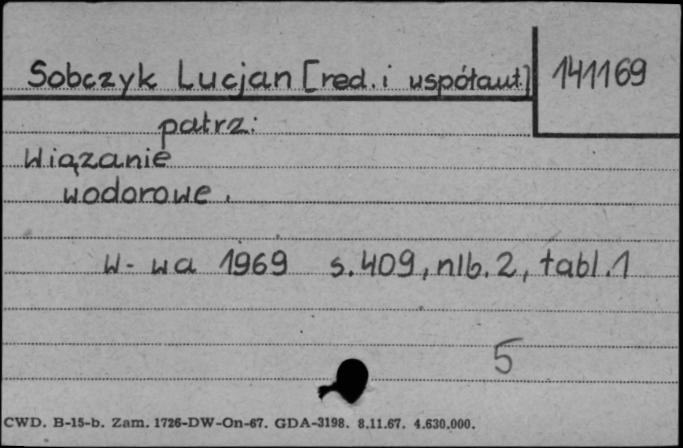 Sobczyk Lucjan [red. i współaut]
141169
patrz:
Wiązanie
wodorowe.
W-wa 1969 s. 409, nlb. 2, tabl. 1
5
CWD. B-15-b. Zam. 1726-DW-On-67. GDA-3198. 8.11.67. 4.630.000.